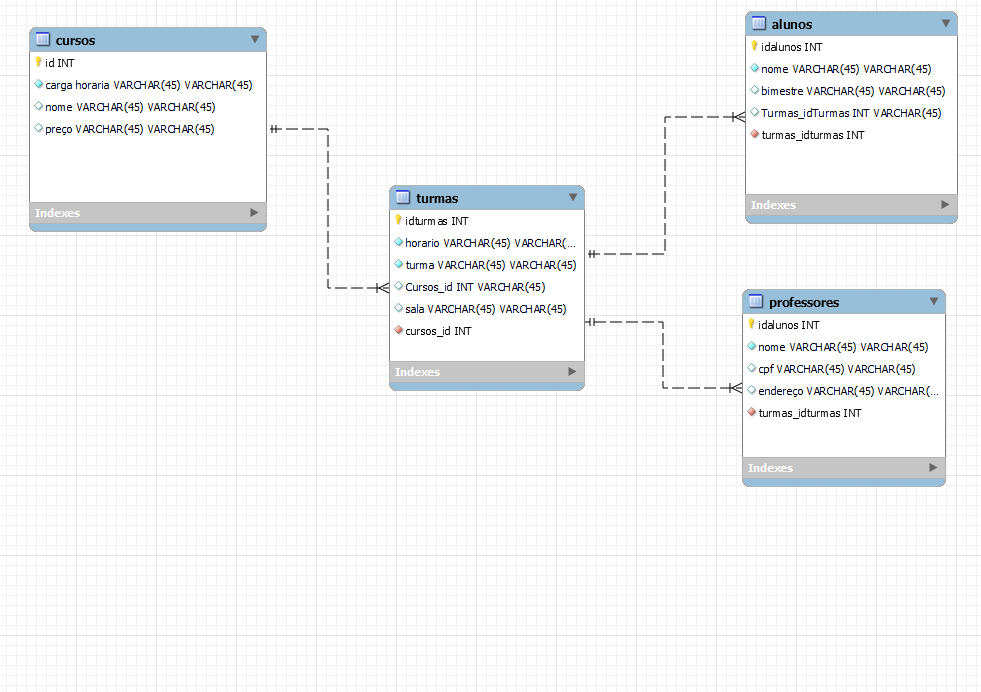 cursos
id INT
carga horaria VARCHAR(45) VARCHAR(45)
nome VARCHAR(45) VARCHAR(45)
preço VARCHAR(45) VARCHAR(45)
Indexes
turmas
idturmas INT
horario VARCHAR(45) VARCHAR(...
turma VARCHAR(45) VARCHAR(45)
Cursos_id INT VARCHAR(45)
sala VARCHAR(45) VARCHAR(45)
cursos_id INT
Indexes
alunos
idalunos INT
nome VARCHAR(45) VARCHAR(45)
bimestre VARCHAR(45) VARCHAR(45)
Turmas_idTurmas INT VARCHAR(45)
turmas_idturmas INT
Indexes
professores
idalunos INT
nome VARCHAR(45) VARCHAR(45)
cpf VARCHAR(45) VARCHAR(45)
endereço VARCHAR(45) VARCHAR(...
turmas_idturmas INT
Indexes